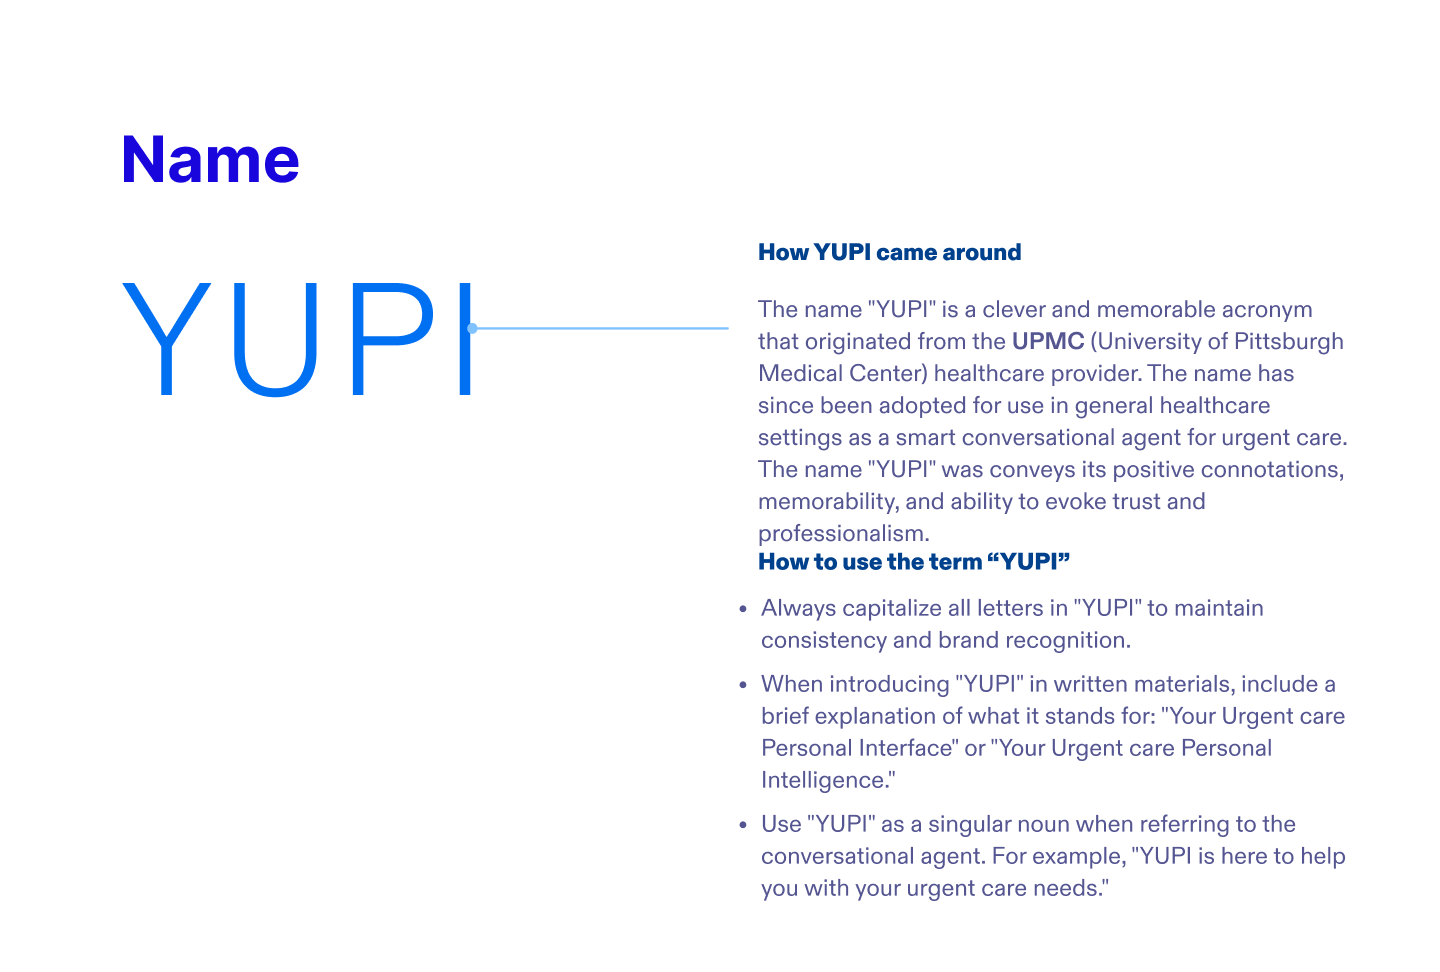 Name
YUPI
How YUPI came around
The name "YUPI" is a clever and memorable acronym
that originated from the UPMC (University of Pittsburgh
Medical Center) healthcare provider. The name has
since been adopted for use in general healthcare
settings as a smart conversational agent for urgent care.
The name "YUPI" was conveys its positive connotations,
memorability, and ability to evoke trust and
professionalism.
How to use the term “YUPI”
• Always capitalize all letters in "YUPI" to maintain
consistency and brand recognition.
• When introducing "YUPI" in written materials, include a
brief explanation of what it stands for: "Your Urgent care
Personal Interface" or "Your Urgent care Personal
Intelligence."
• Use "YUPI" as a singular noun when referring to the
conversational agent. For example, "YUPI is here to help
you with your urgent care needs."